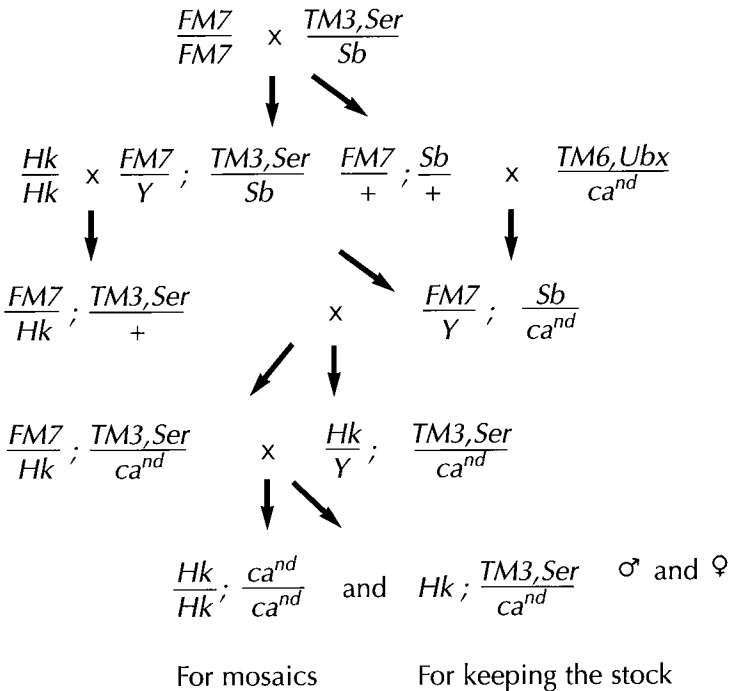 FM7 TM3,Ser
x
FM7 Sb
Hk FM7 TM3,Ser FM7 Sb TM6,Ubx
x ; ; x
Hk Y Sb + + ca^nd
FM7 TM3,Ser FM7 Sb
; x ;
Hk + Y ca^nd
FM7 TM3,Ser Hk TM3,Ser
; x ;
Hk ca^nd Y ca^nd
Hk ca^nd TM3,Ser ♂ and ♀
; and Hk ;
Hk ca^nd ca^nd
For mosaics For keeping the stock